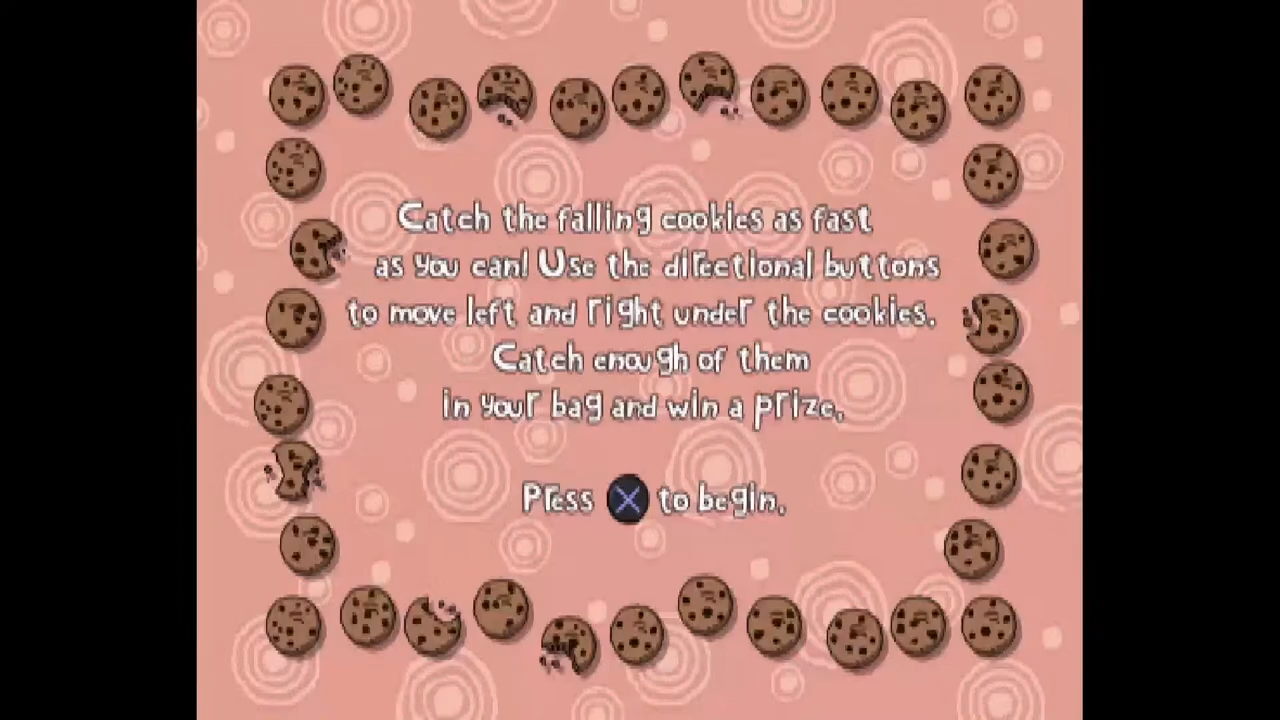 Catch the falling cookies as fast
as you can! Use the directional buttons
to move left and right under the cookies.
Catch enough of them
in your bag and win a prize.
Press X to begin.